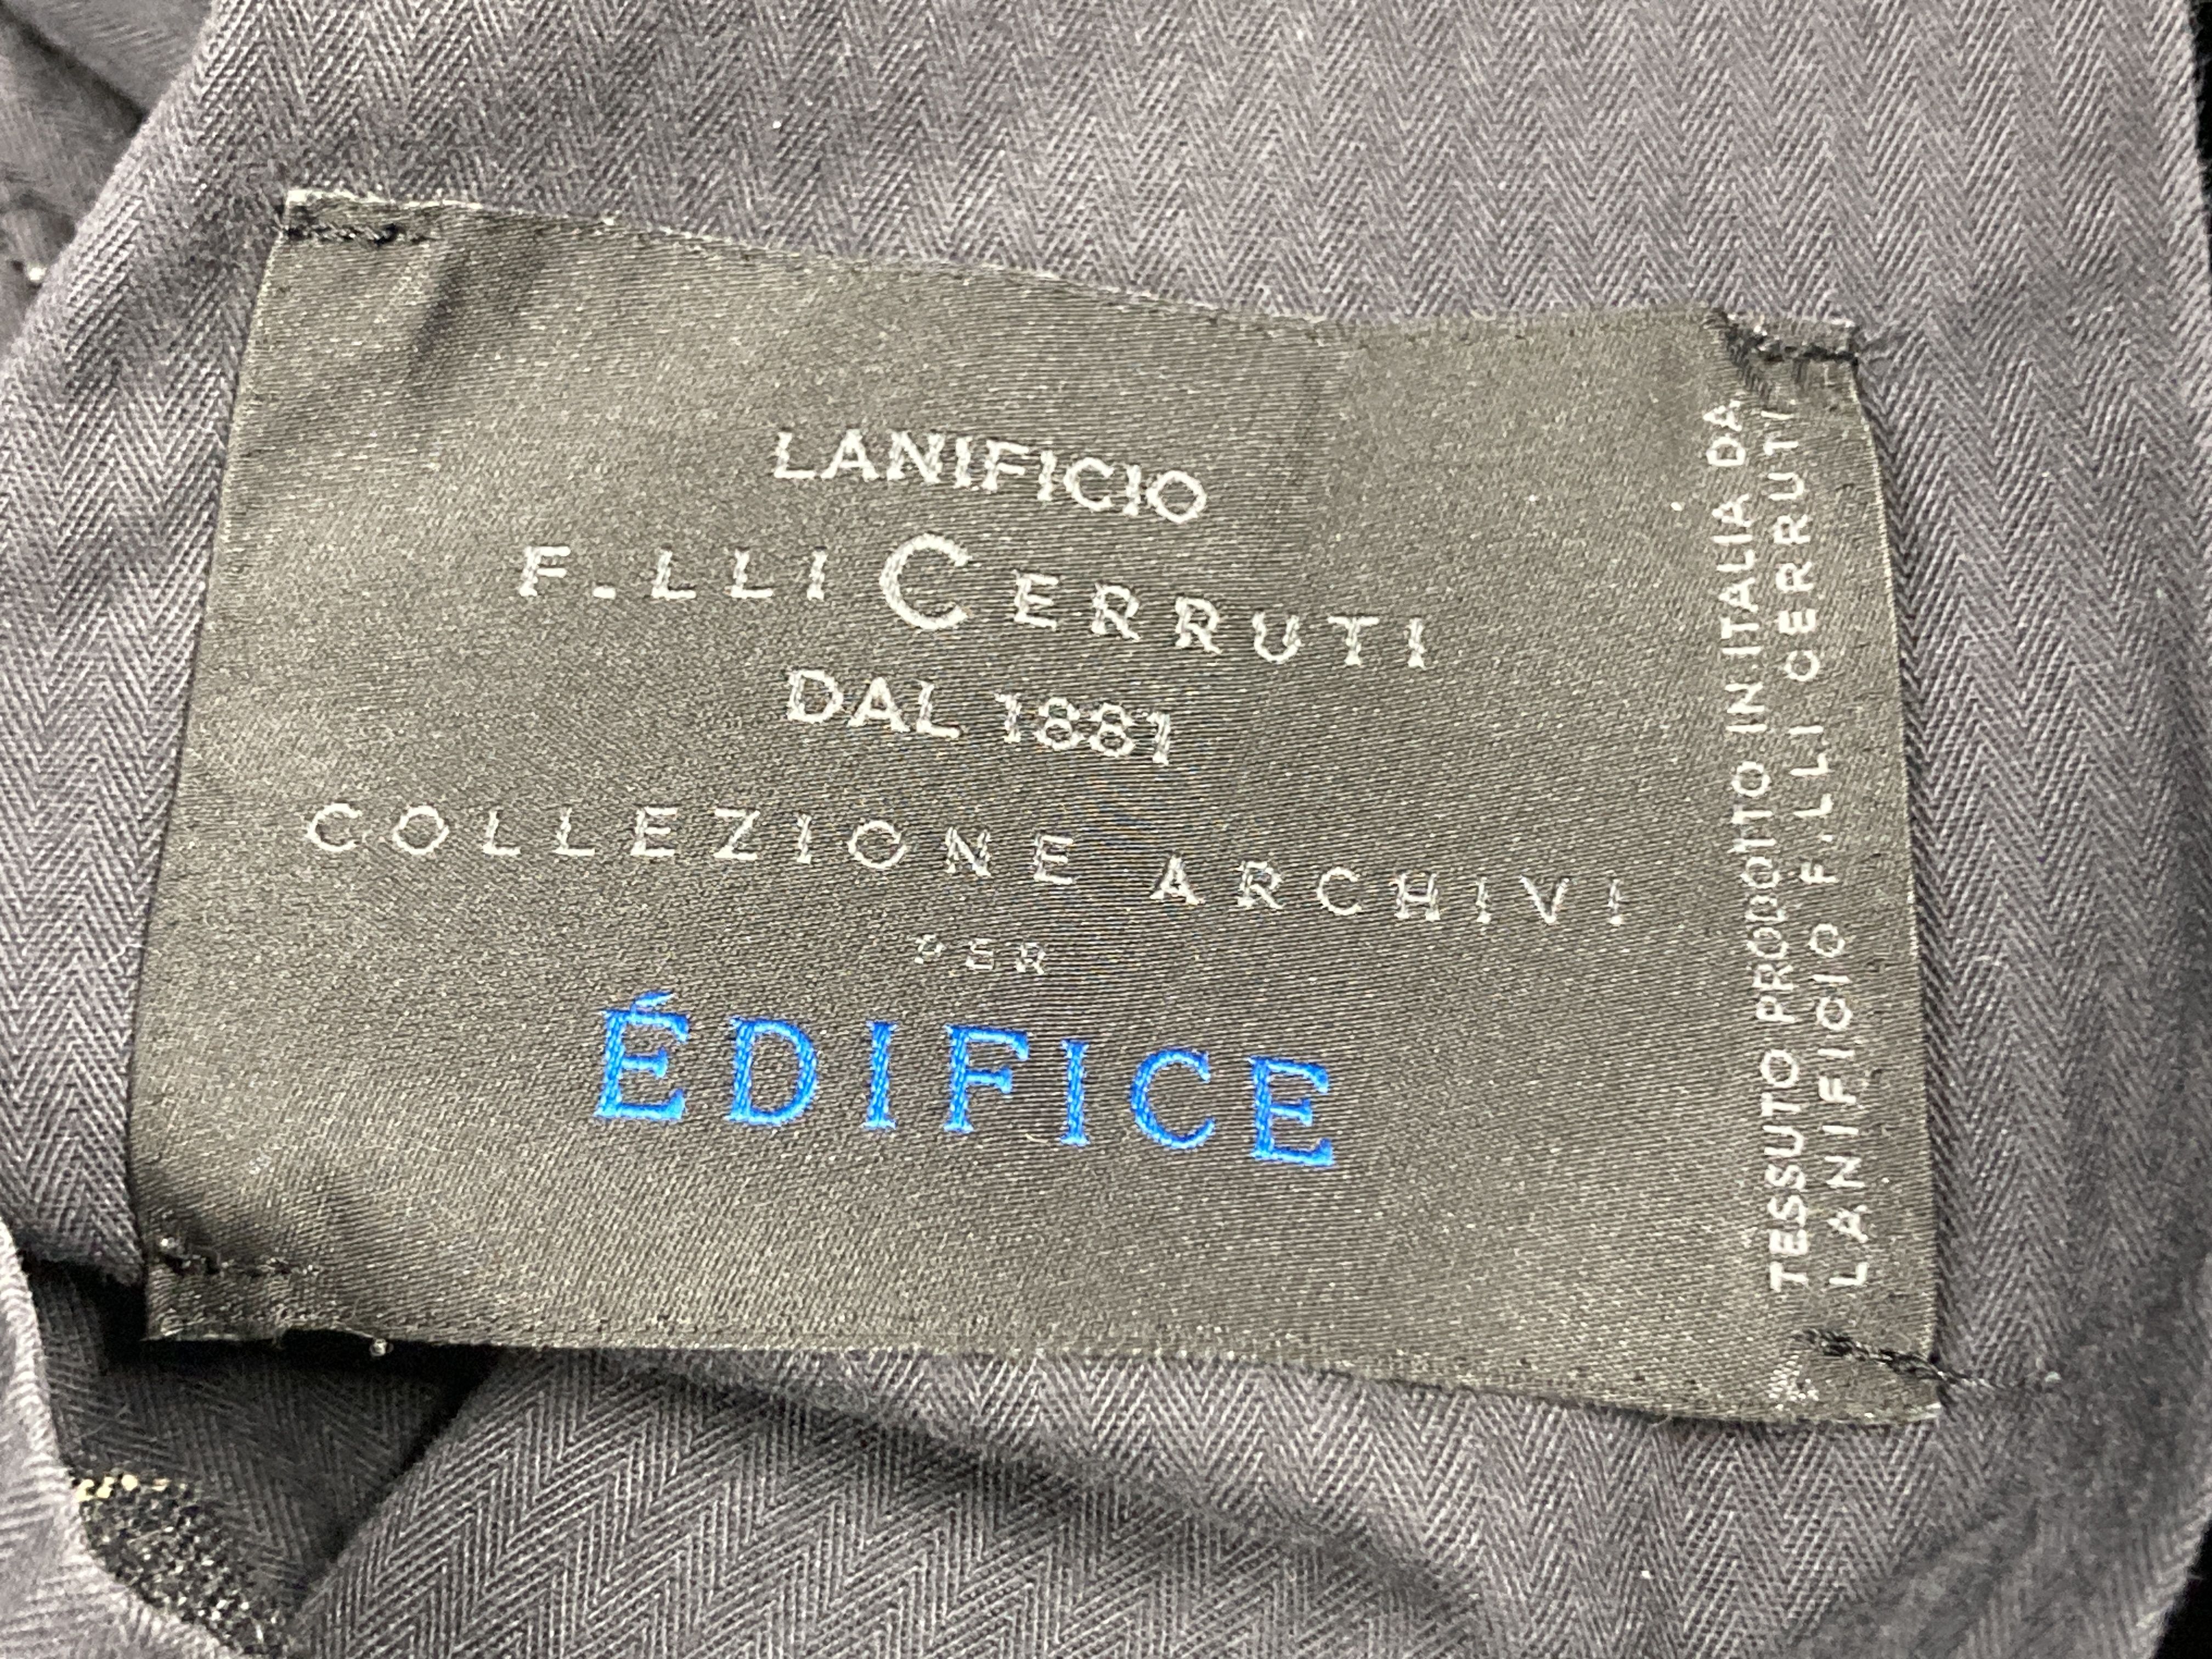 LANIFICIO
F.LLI CERRUTI
DAL 1881
COLLEZIONE ARCHIVI
PER
ÉDIFICE
TESSUTO PRODOTTO IN ITALIA DA
LANIFICIO F.LLI CERRUTI